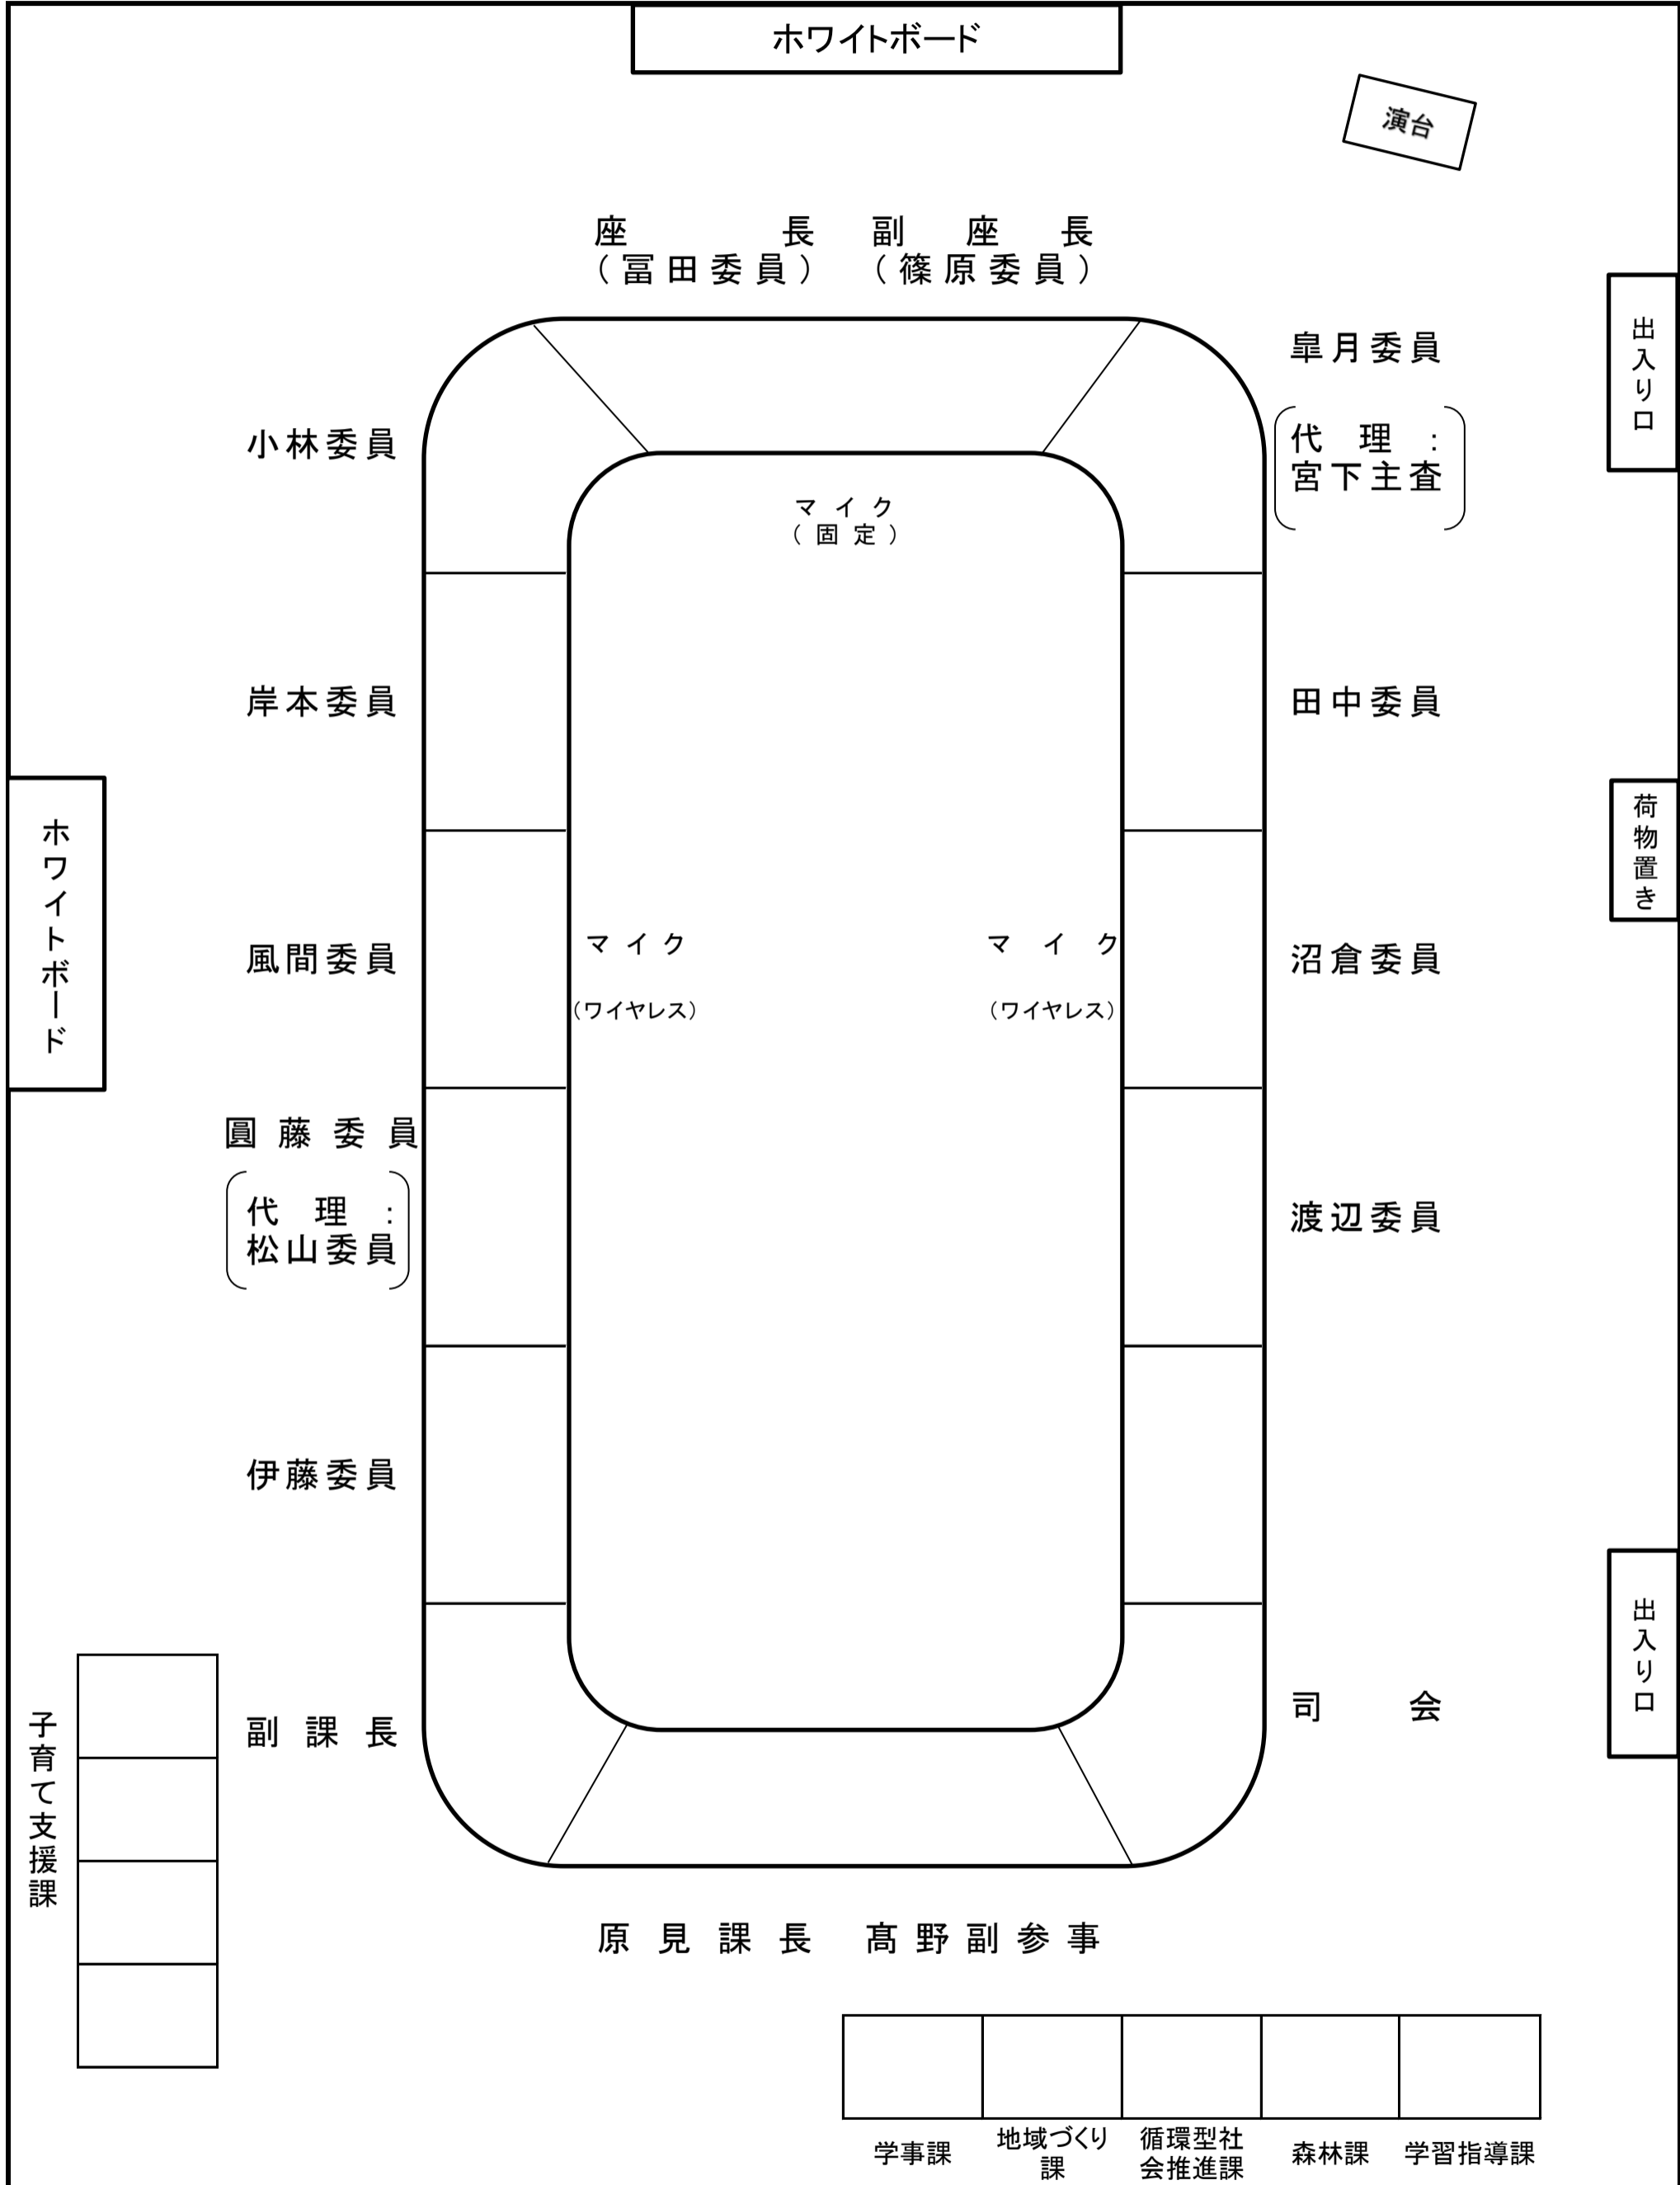 ホワイトボード
演台
座長 副座長
（冨田委員） （篠原委員）
出入り口
皐月委員
代理：
宮下主査
小林委員
マイク
（固定）
岸本委員
田中委員
ホワイトボード
荷物置き
風間委員
マイク
（ワイヤレス）
マイク
（ワイヤレス）
沼倉委員
圓藤委員
代理：
松山委員
渡辺委員
伊藤委員
出入り口
子育て支援課
副課長
司会
原見課長 髙野副参事
学事課
地域づくり
課
循環型社
会推進課
森林課
学習指導課